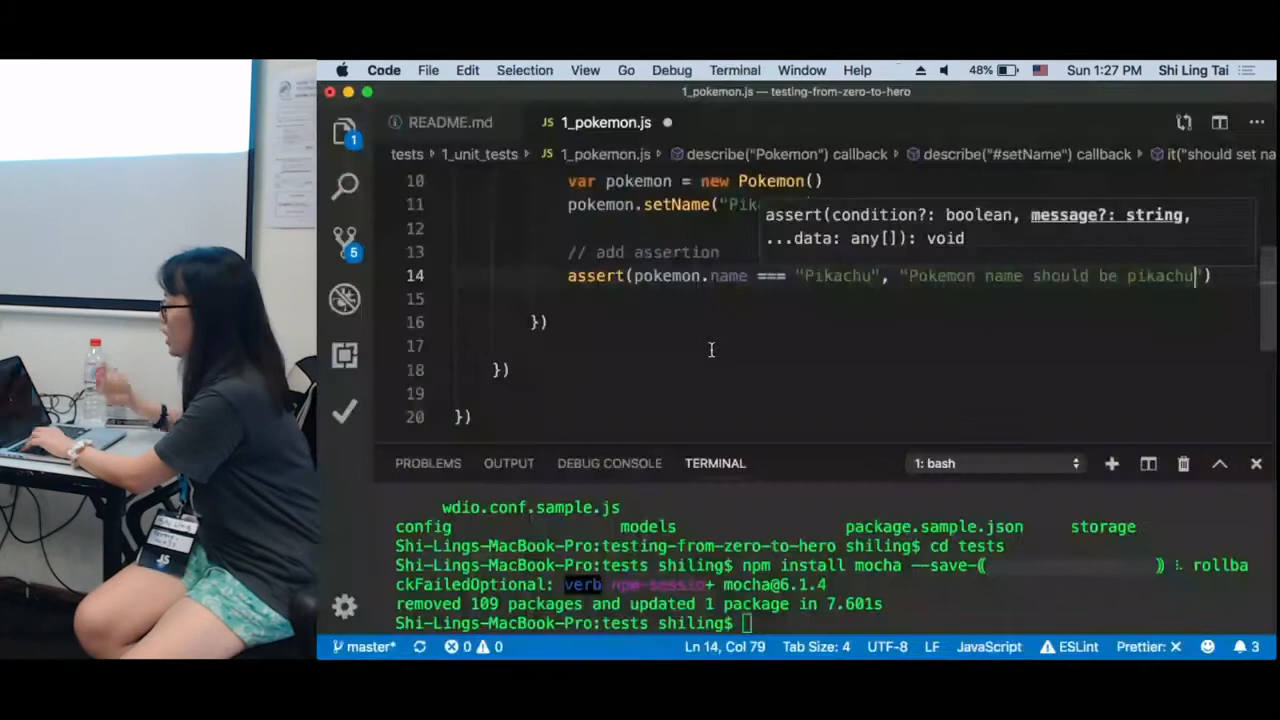 Code File Edit Selection View Go Debug Terminal Window Help 48% Sun 1:27 PM Shi Ling Tai
1_pokemon.js — testing-from-zero-to-hero
README.md JS 1_pokemon.js
tests 1_unit_tests JS 1_pokemon.js describe("Pokemon") callback describe("#setName") callback it("should set na
10 var pokemon = new Pokemon()
11 pokemon.setName("Pik
assert(condition?: boolean, message?: string,
...data: any[]): void
12
13 // add assertion
14 assert(pokemon.name === "Pikachu", "Pokemon name should be pikachu")
15
16 })
17
18 })
19
20 })
1
5
PROBLEMS OUTPUT DEBUG CONSOLE TERMINAL 1: bash
wdio.conf.sample.js
config models package.sample.json storage
Shi-Lings-MacBook-Pro:testing-from-zero-to-hero shiling$ cd tests
Shi-Lings-MacBook-Pro:tests shiling$ npm install mocha --save-( ) : rollba
ckFailedOptional: verb npm-sessio+ mocha@6.1.4
removed 109 packages and updated 1 package in 7.601s
Shi-Lings-MacBook-Pro:tests shiling$
master* 0 0 Ln 14, Col 79 Tab Size: 4 UTF-8 LF JavaScript ESLint Prettier: 3
JS